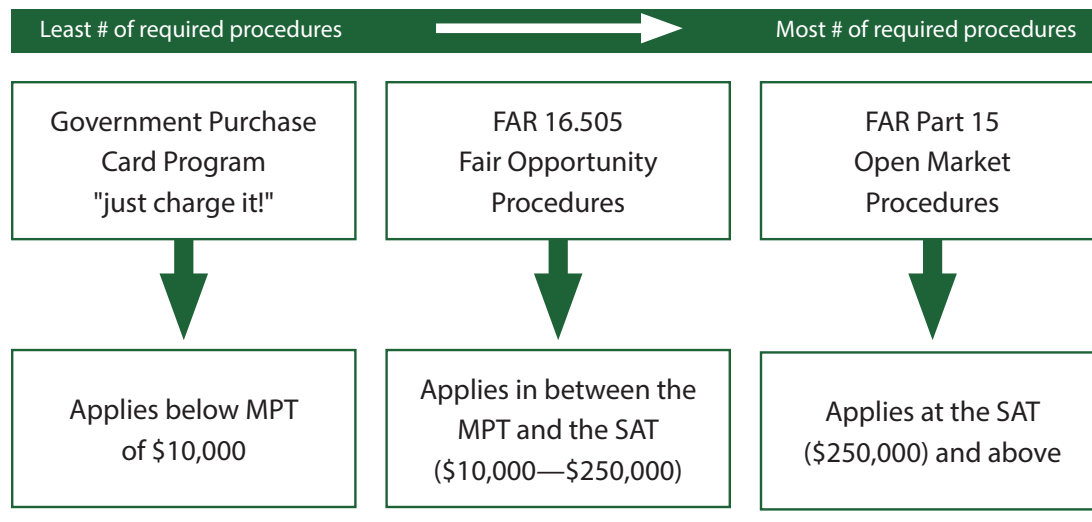 Least # of required procedures
Most # of required procedures
Government Purchase
Card Program
"just charge it!"
FAR 16.505
Fair Opportunity
Procedures
FAR Part 15
Open Market
Procedures
Applies below MPT
of $10,000
Applies in between the
MPT and the SAT
($10,000—$250,000)
Applies at the SAT
($250,000) and above